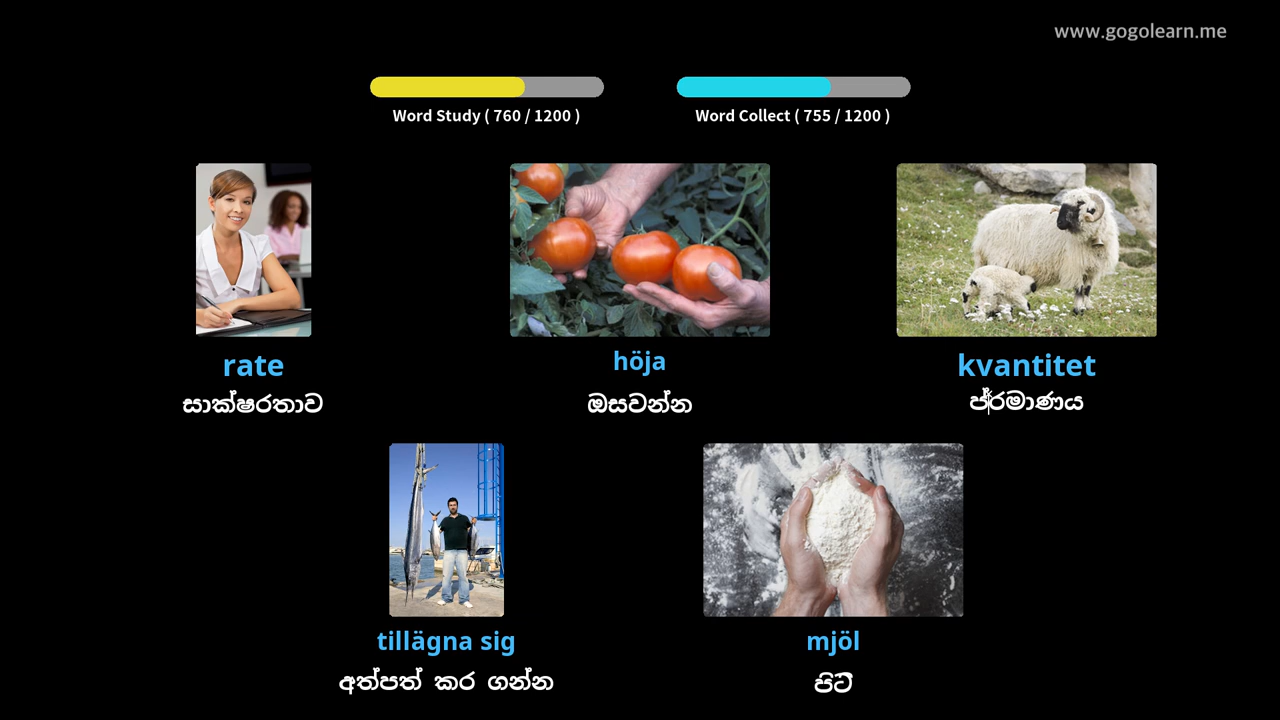 www.gogolearn.me
Word Study ( 760 / 1200 )
Word Collect ( 755 / 1200 )
rate
සාක්ෂරතාව
höja
ඔසවන්න
kvantitet
ප්‍රමාණය
tillägna sig
අත්පත් කර ගන්න
mjöl
පිටි